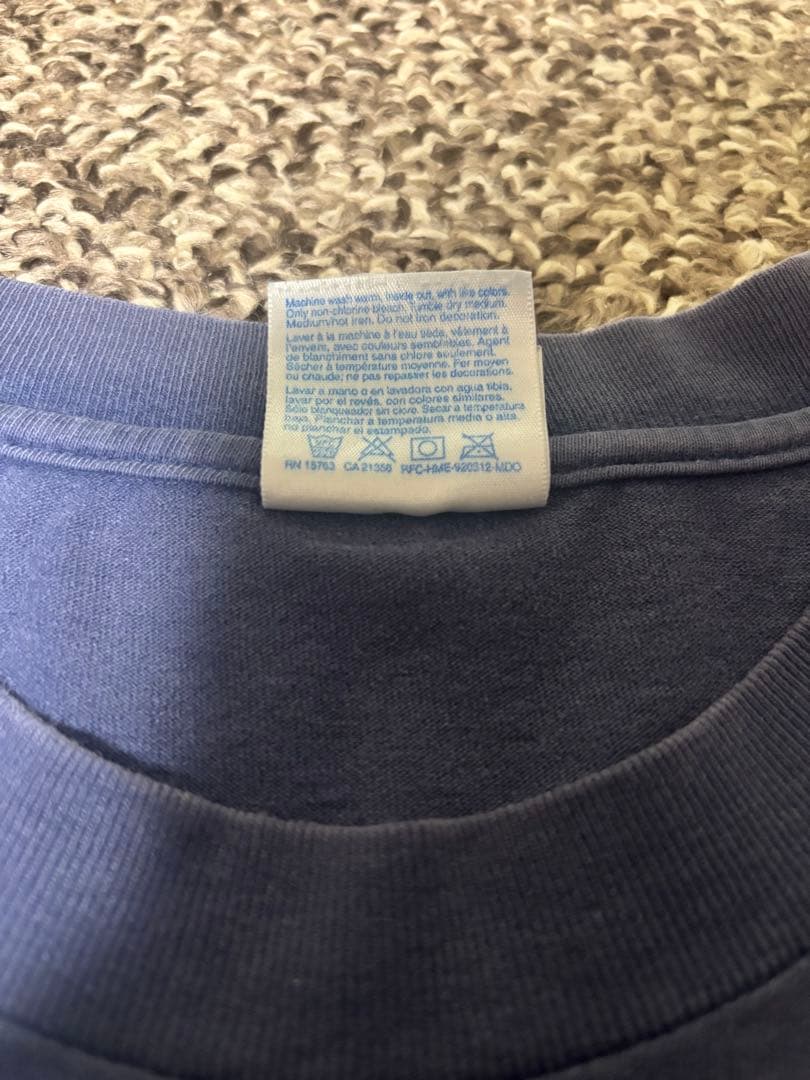 Machine wash warm, inside out, with like colors.
Only non-chlorine bleach. Tumble dry medium.
Medium/hot iron. Do not iron decoration.
Laver à la machine à l'eau tiède, vêtement à
l'envers, avec couleurs semblables. Agent
de blanchiment sans chlore seulement.
Sécher à température moyenne. Fer moyen
ou chaude; ne pas repasser les decorations.
Lavar a mano o en lavadora con agua tibia,
lavar por el revés, con colores similares.
Sólo blanqueador sin cloro. Secar a temperatura
baja. Planchar a temperatura media o alta,
no planchar el estampado.
RN 15763 CA 21358 RFC-HME-920312-MDO